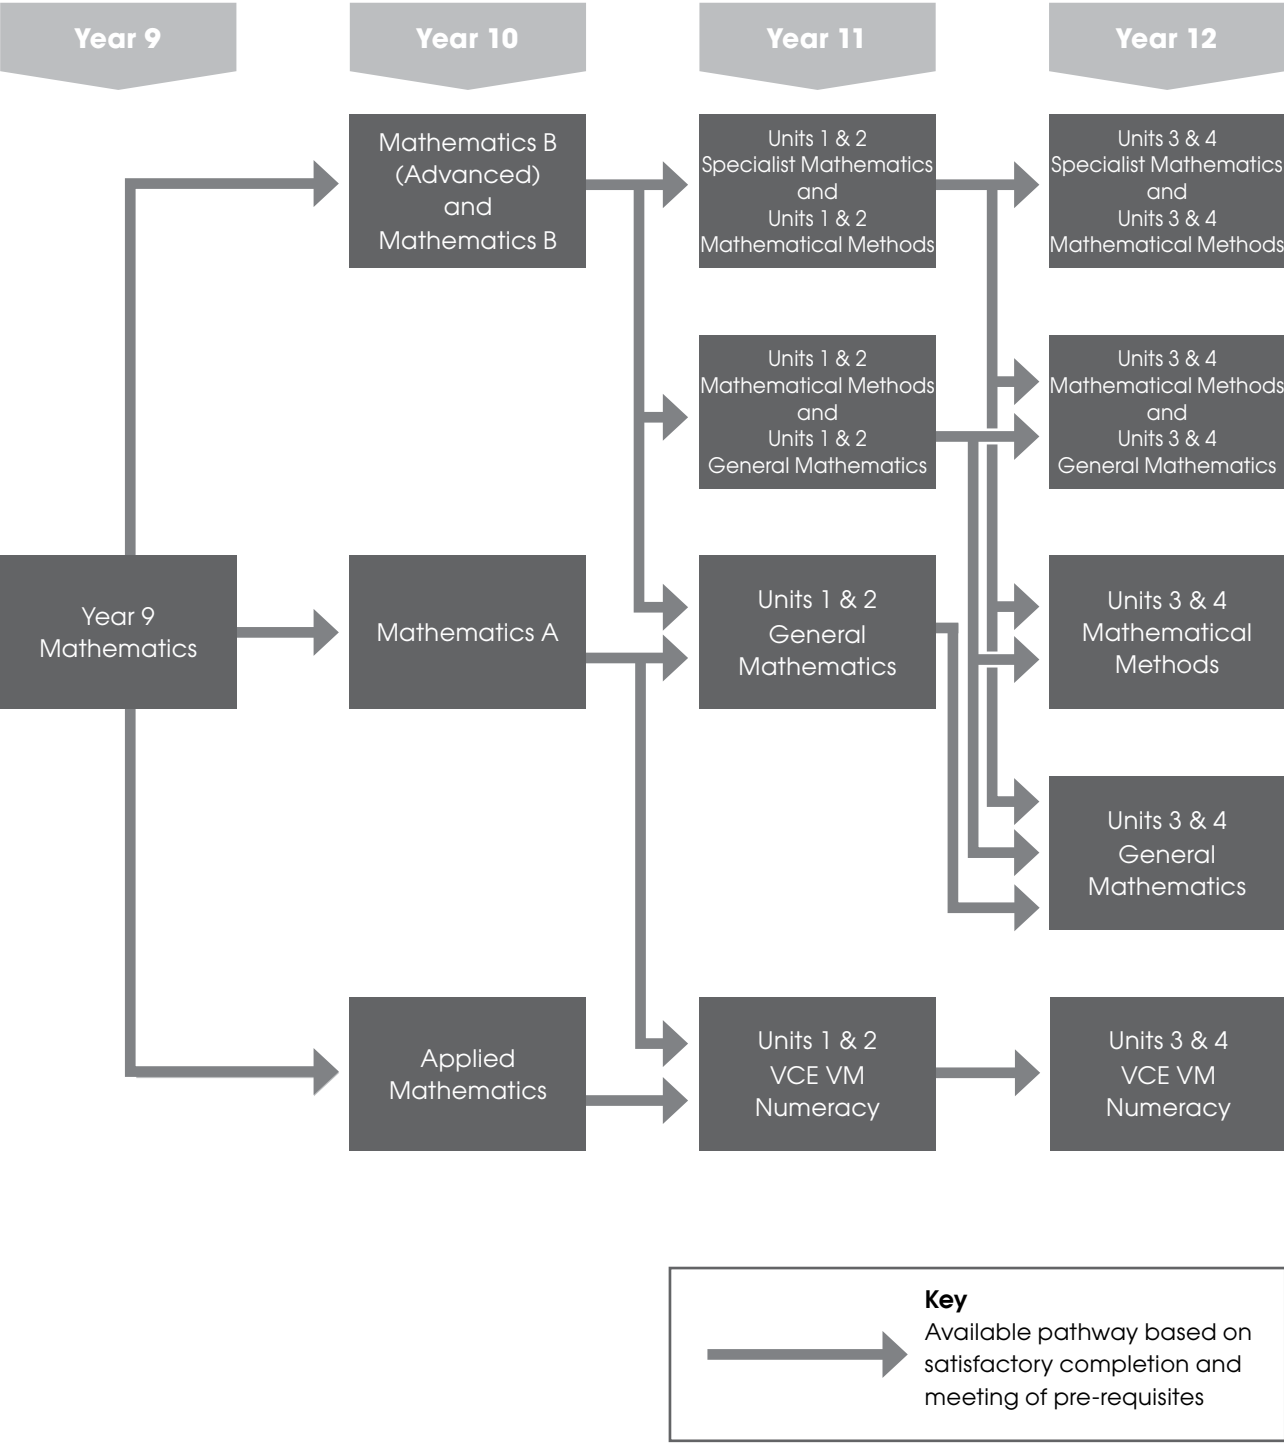 Year 9
Year 10
Year 11
Year 12
Mathematics B
(Advanced)
and
Mathematics B
Units 1 & 2
Specialist Mathematics
and
Units 1 & 2
Mathematical Methods
Units 3 & 4
Specialist Mathematics
and
Units 3 & 4
Mathematical Methods
Units 1 & 2
Mathematical Methods
and
Units 1 & 2
General Mathematics
Units 3 & 4
Mathematical Methods
and
Units 3 & 4
General Mathematics
Year 9
Mathematics
Mathematics A
Units 1 & 2
General
Mathematics
Units 3 & 4
Mathematical
Methods
Units 3 & 4
General
Mathematics
Applied
Mathematics
Units 1 & 2
VCE VM
Numeracy
Units 3 & 4
VCE VM
Numeracy
Key
Available pathway based on
satisfactory completion and
meeting of pre-requisites